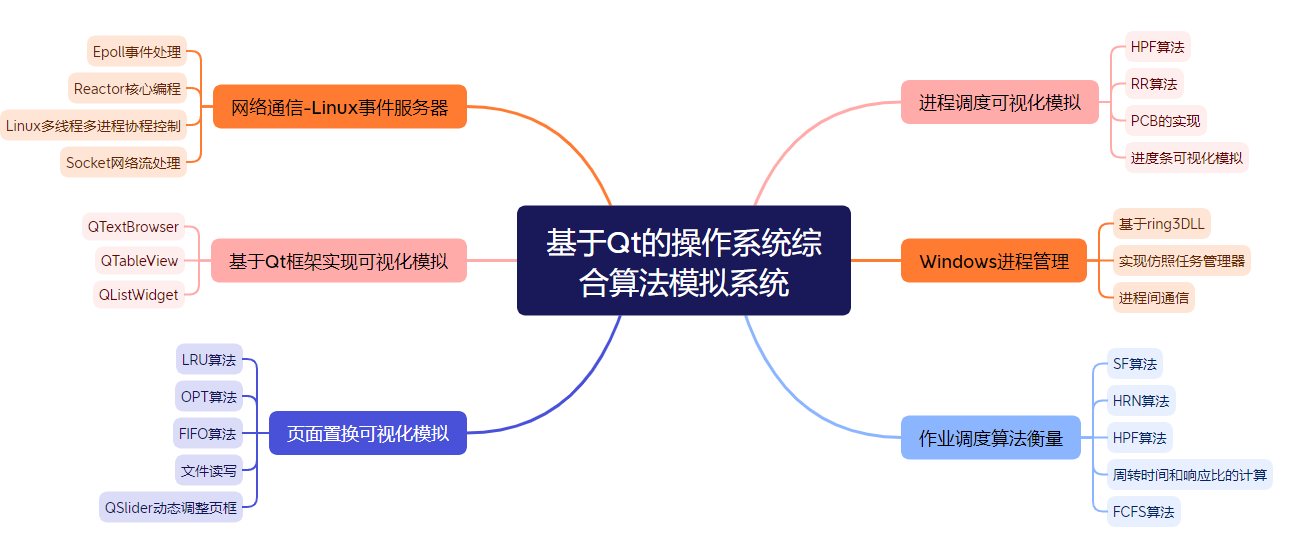 基于Qt的操作系统综
合算法模拟系统
网络通信-Linux事件服务器
Epoll事件处理
Reactor核心编程
Linux多线程多进程协程控制
Socket网络流处理
基于Qt框架实现可视化模拟
QTextBrowser
QTableView
QListWidget
页面置换可视化模拟
LRU算法
OPT算法
FIFO算法
文件读写
QSlider动态调整页框
进程调度可视化模拟
HPF算法
RR算法
PCB的实现
进度条可视化模拟
Windows进程管理
基于ring3DLL
实现仿照任务管理器
进程间通信
作业调度算法衡量
SF算法
HRN算法
HPF算法
周转时间和响应比的计算
FCFS算法